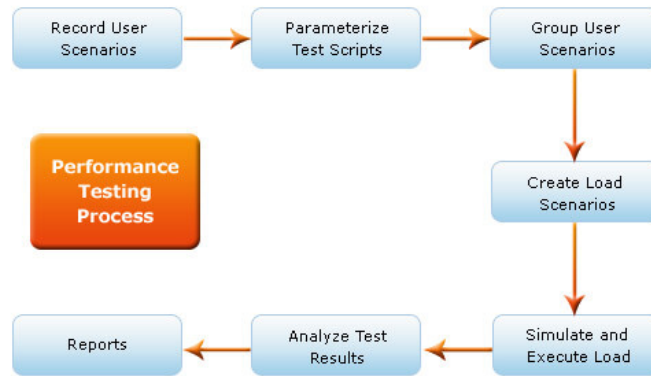 Record User
Scenarios
Parameterize
Test Scripts
Group User
Scenarios
Performance
Testing
Process
Create Load
Scenarios
Reports
Analyze Test
Results
Simulate and
Execute Load